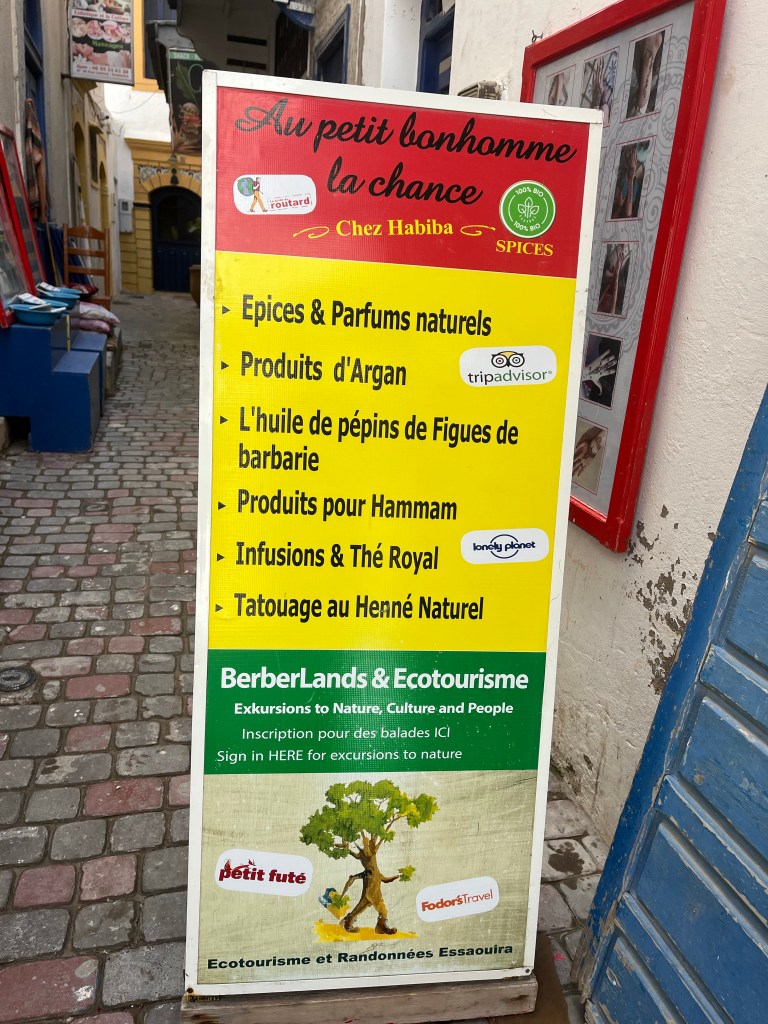 Au petit bonhomme
la chance
routard
100% BIO
100% BIO
Chez Habiba
SPICES
Epices & Parfums naturels
Produits d'Argan
tripadvisor®
L'huile de pépins de Figues de
barbarie
Produits pour Hammam
lonely planet
Infusions & Thé Royal
Tatouage au Henné Naturel
BerberLands & Ecotourisme
Exkursions to Nature, Culture and People
Inscription pour des balades ICI
Sign in HERE for excursions to nature
petit futé
Fodor'sTravel
Ecotourisme et Randonnées Essaouira